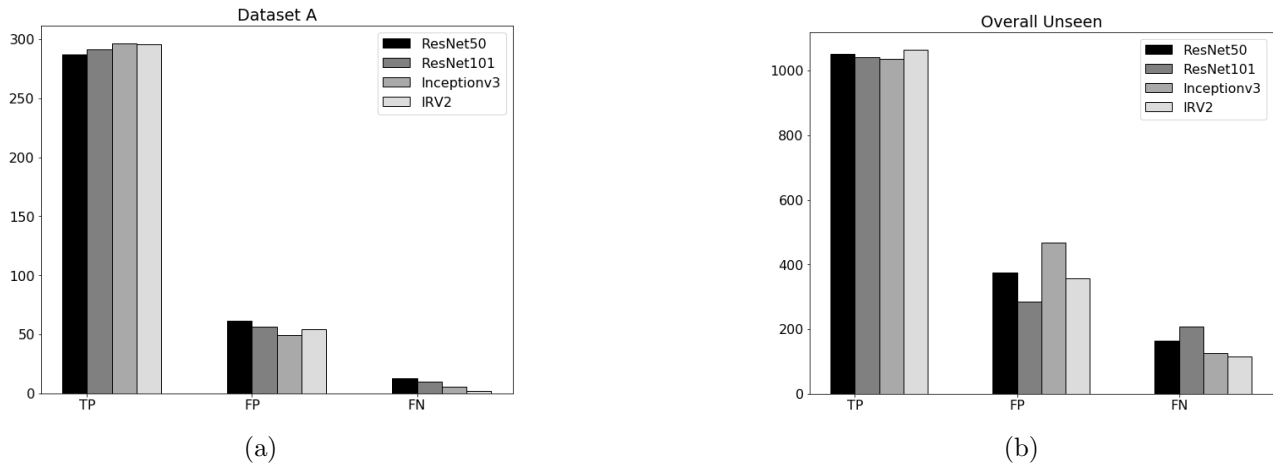 Dataset A
300
250
200
150
100
50
0
TP
FP
FN
ResNet50
ResNet101
Inceptionv3
IRV2
(a)
Overall Unseen
1000
800
600
400
200
0
TP
FP
FN
ResNet50
ResNet101
Inceptionv3
IRV2
(b)